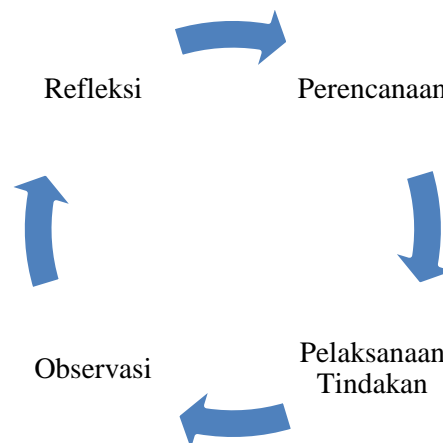 Refleksi
Perencanaan
Observasi
Pelaksanaan
Tindakan